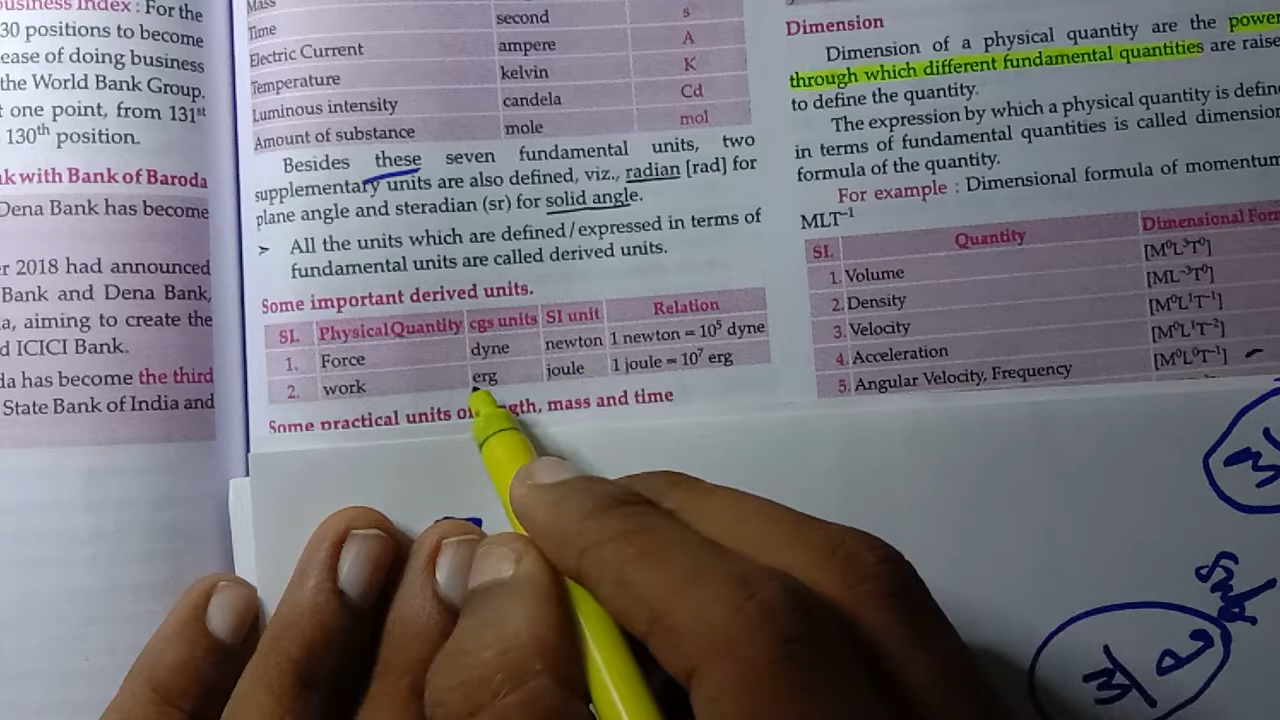 usiness Index : For the
30 positions to become
ease of doing business
the World Bank Group.
one point, from 131st
130th position.
k with Bank of Baroda
Dena Bank has become
r 2018 had announced
Bank and Dena Bank,
a, aiming to create the
d ICICI Bank.
da has become the third
State Bank of India and
Mass
Time second s
Electric Current ampere A
Temperature kelvin K
Luminous intensity candela Cd
Amount of substance mole mol
Besides these seven fundamental units, two
supplementary units are also defined, viz., radian [rad] for
plane angle and steradian (sr) for solid angle.
➢ All the units which are defined/expressed in terms of
fundamental units are called derived units.
Some important derived units.
SI. Physical Quantity cgs units SI unit Relation
1. Force dyne newton 1 newton = 10⁵ dyne
2. work erg joule 1 joule = 10⁷ erg
Some practical units of ngth, mass and time
Dimension
Dimension of a physical quantity are the power
through which different fundamental quantities are raise
to define the quantity.
The expression by which a physical quantity is define
in terms of fundamental quantities is called dimension
formula of the quantity.
For example : Dimensional formula of momentum
MLT⁻¹
SI. Quantity Dimensional Form
1. Volume [M⁰L³T⁰]
2. Density [ML⁻³T⁰]
3. Velocity [M⁰L¹T⁻¹]
4. Acceleration [M⁰L¹T⁻²]
5. Angular Velocity, Frequency [M⁰L⁰T⁻¹]